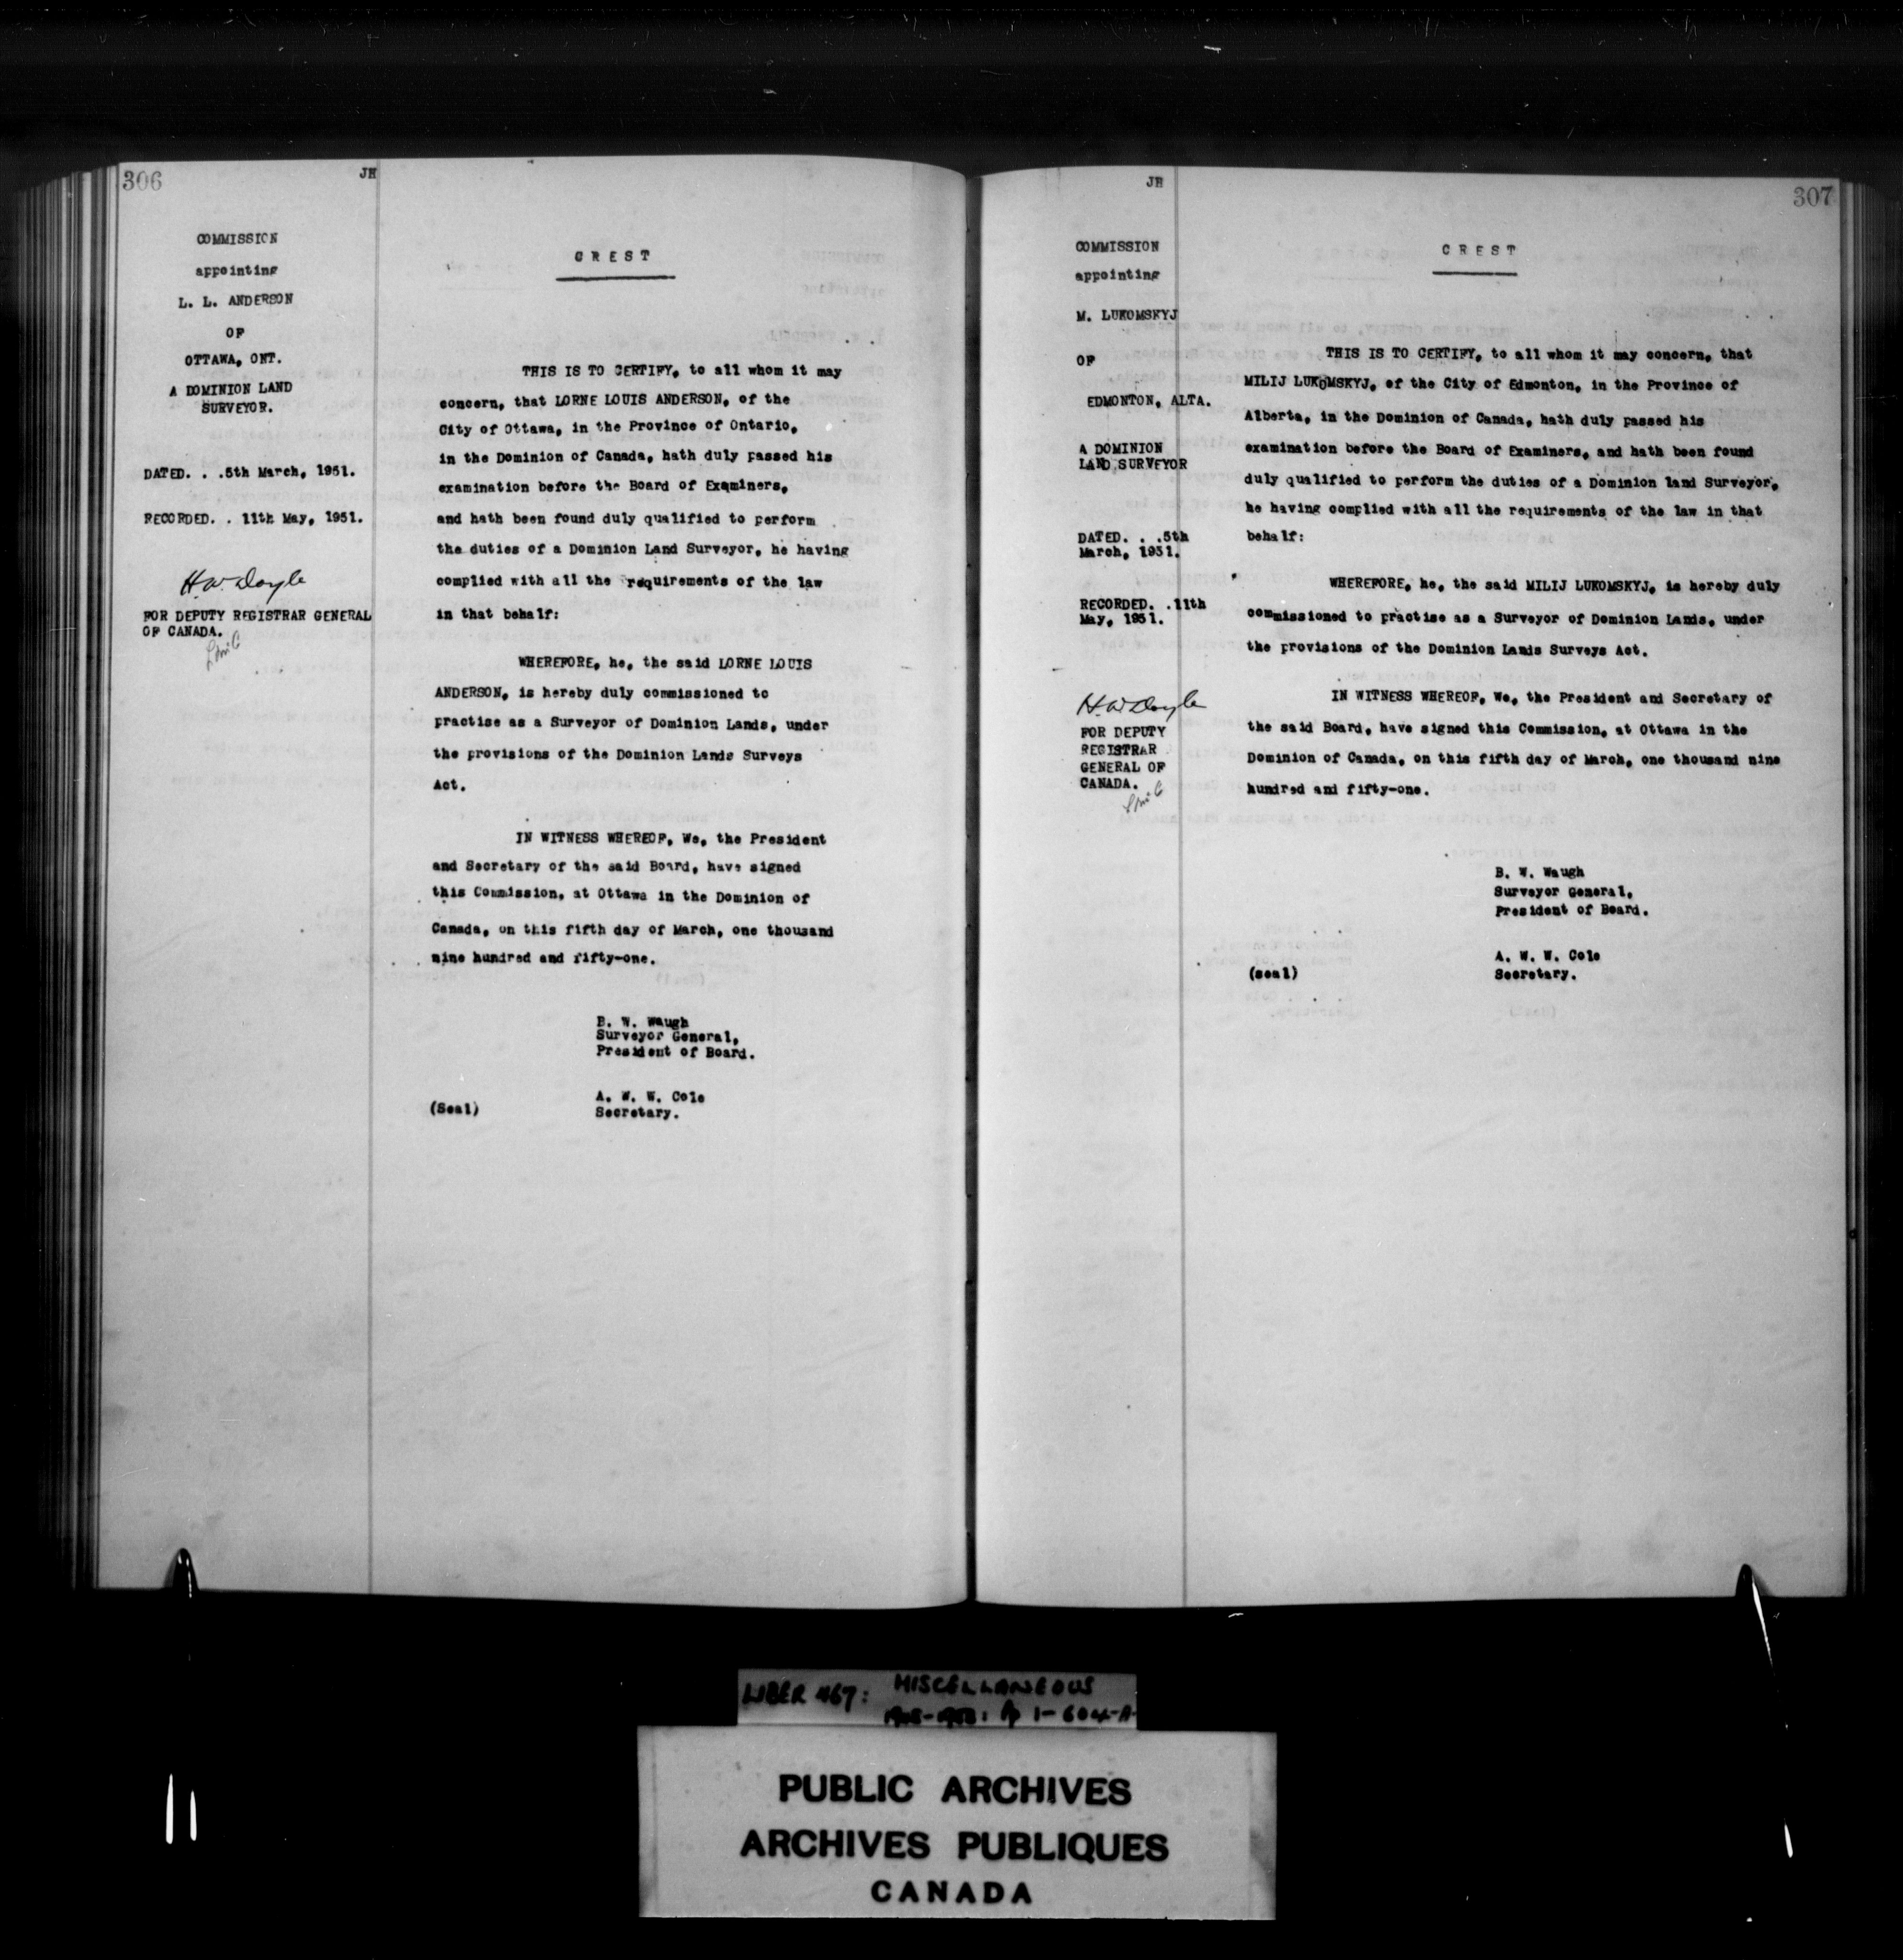 306
JH
COMMISSION
appointing
L. L. ANDERSON
OF
OTTAWA, ONT.
A DOMINION LAND
SURVEYOR.
DATED. . .5th March, 1951.
RECORDED. . 11th May, 1951.
H.W. Doyle
FOR DEPUTY REGISTRAR GENERAL
OF CANADA.
CREST
THIS IS TO CERTIFY, to all whom it may
concern, that LORNE LOUIS ANDERSON, of the
City of Ottawa, in the Province of Ontario,
in the Dominion of Canada, hath duly passed his
examination before the Board of Examiners,
and hath been found duly qualified to perform
the duties of a Dominion Land Surveyor, he having
complied with all the requirements of the law
in that behalf:
WHEREFORE, he, the said LORNE LOUIS
ANDERSON, is hereby duly commissioned to
practise as a Surveyor of Dominion Lands, under
the provisions of the Dominion Lands Surveys
Act.
IN WITNESS WHEREOF, We, the President
and Secretary of the said Board, have signed
this Commission, at Ottawa in the Dominion of
Canada, on this fifth day of March, one thousand
nine hundred and fifty-one.
B. W. Waugh
Surveyor General,
President of Board.
A. W. W. Cole
(Seal) Secretary.
JH
307
COMMISSION
appointing
M. LUKOMSKYJ
OF
EDMONTON, ALTA.
A DOMINION
LAND SURVEYOR
DATED. . .5th
March, 1951.
RECORDED. .11th
May, 1951.
H.W. Doyle
FOR DEPUTY
REGISTRAR
GENERAL OF
CANADA.
CREST
THIS IS TO CERTIFY, to all whom it may concern, that
MILIJ LUKOMSKYJ, of the City of Edmonton, in the Province of
Alberta, in the Dominion of Canada, hath duly passed his
examination before the Board of Examiners, and hath been found
duly qualified to perform the duties of a Dominion land Surveyor,
he having complied with all the requirements of the law in that
behalf:
WHEREFORE, he, the said MILIJ LUKOMSKYJ, is hereby duly
commissioned to practise as a Surveyor of Dominion Lands, under
the provisions of the Dominion Lands Surveys Act.
IN WITNESS WHEREOF, We, the President and Secretary of
the said Board, have signed this Commission, at Ottawa in the
Dominion of Canada, on this fifth day of March, one thousand nine
hundred and fifty-one.
B. W. Waugh
Surveyor General,
President of Board.
A. W. W. Cole
(seal) Secretary.
LIBER 467: MISCELLANEOUS
1-604-A
PUBLIC ARCHIVES
ARCHIVES PUBLIQUES
CANADA